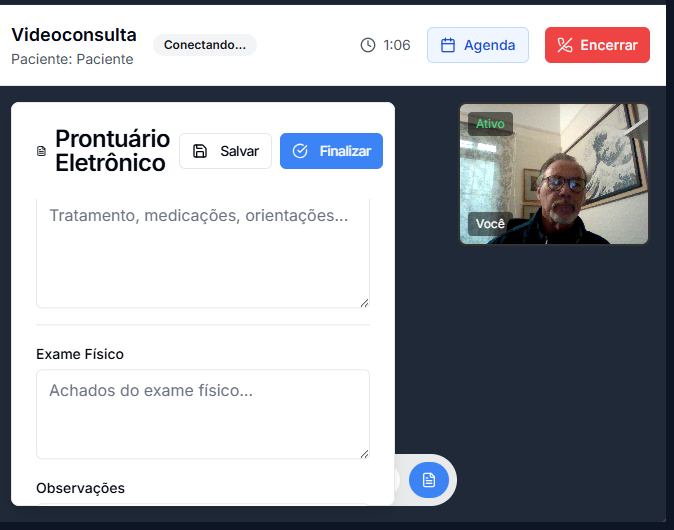 Videoconsulta
Paciente: Paciente
Conectando...
1:06
Agenda
Encerrar
Prontuário
Eletrônico
Salvar
Finalizar
Tratamento, medicações, orientações...
Exame Físico
Achados do exame físico...
Observações
Ativo
Você